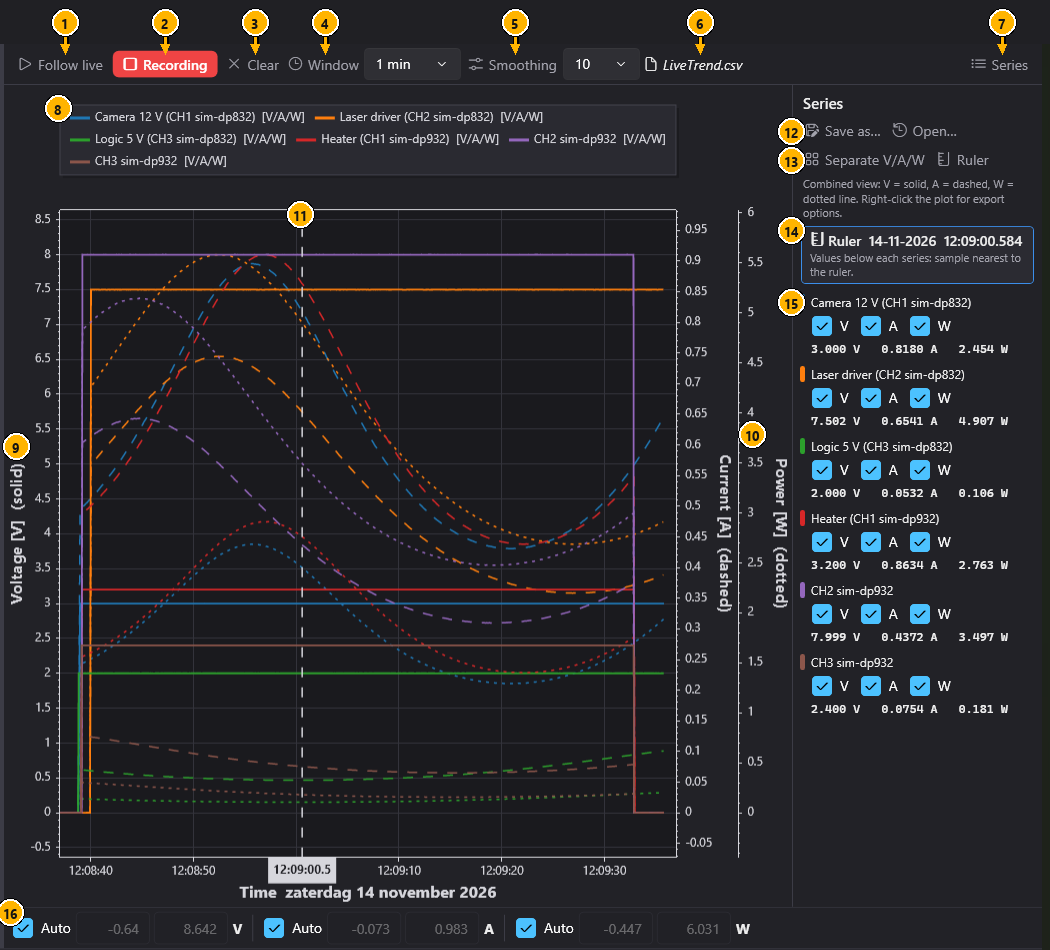 1 2 3 4 5 6 7
Follow live Recording Clear Window 1 min Smoothing 10 LiveTrend.csv Series
8
Camera 12 V (CH1 sim-dp832) [V/A/W] Laser driver (CH2 sim-dp832) [V/A/W]
Logic 5 V (CH3 sim-dp832) [V/A/W] Heater (CH1 sim-dp932) [V/A/W] CH2 sim-dp932 [V/A/W]
CH3 sim-dp932 [V/A/W]
11
9
Voltage [V] (solid)
8.5
8
7.5
7
6.5
6
5.5
5
4.5
4
3.5
3
2.5
2
1.5
1
0.5
0
-0.5
0.95
0.9
0.85
0.8
0.75
0.7
0.65
0.6
0.55
0.5
0.45
0.4
0.35
0.3
0.25
0.2
0.15
0.1
0.05
0
-0.05
Current [A] (dashed)
6
5.5
5
4.5
4
3.5
3
2.5
2
1.5
1
0.5
0
10
Power [W] (dotted)
12:08:40 12:08:50 12:09:00.5 12:09:10 12:09:20 12:09:30
Time zaterdag 14 november 2026
Series
12 Save as... Open...
13 Separate V/A/W Ruler
Combined view: V = solid, A = dashed, W =
dotted line. Right-click the plot for export
options.
14 Ruler 14-11-2026 12:09:00.584
Values below each series: sample nearest to
the ruler.
15 Camera 12 V (CH1 sim-dp832)
V A W
3.000 V 0.8180 A 2.454 W
Laser driver (CH2 sim-dp832)
V A W
7.502 V 0.6541 A 4.907 W
Logic 5 V (CH3 sim-dp832)
V A W
2.000 V 0.0532 A 0.106 W
Heater (CH1 sim-dp932)
V A W
3.200 V 0.8634 A 2.763 W
CH2 sim-dp932
V A W
7.999 V 0.4372 A 3.497 W
CH3 sim-dp932
V A W
2.400 V 0.0754 A 0.181 W
16
Auto -0.64 8.642 V Auto -0.073 0.983 A Auto -0.447 6.031 W